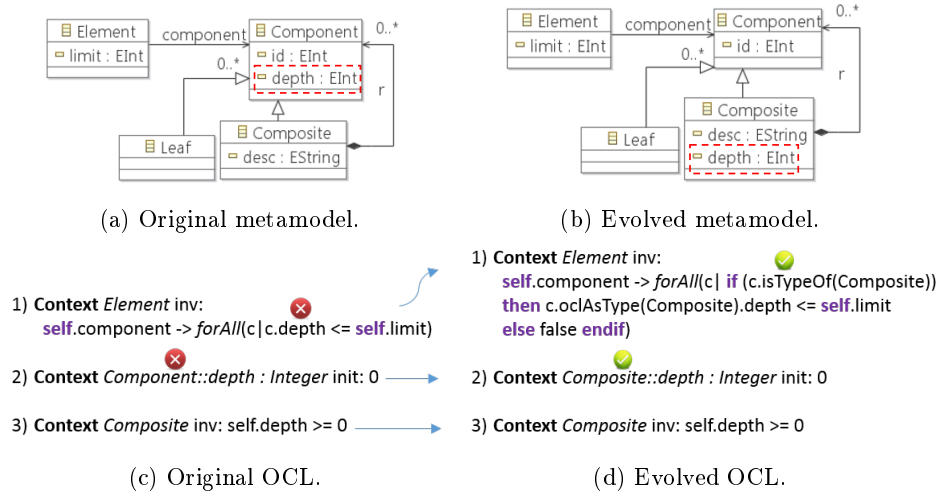 Element
limit : EInt
component
0..*
Component
id : EInt
depth : EInt
0..*
r
Leaf
Composite
desc : EString
(a) Original metamodel.
Element
limit : EInt
component
0..*
Component
id : EInt
0..*
r
Leaf
Composite
desc : EString
depth : EInt
(b) Evolved metamodel.
1) Context Element inv:
self.component -> forAll(c|c.depth <= self.limit)
2) Context Component::depth : Integer init: 0
3) Context Composite inv: self.depth >= 0
(c) Original OCL.
1) Context Element inv:
self.component -> forAll(c| if (c.isTypeOf(Composite))
then c.oclAsType(Composite).depth <= self.limit
else false endif)
2) Context Composite::depth : Integer init: 0
3) Context Composite inv: self.depth >= 0
(d) Evolved OCL.